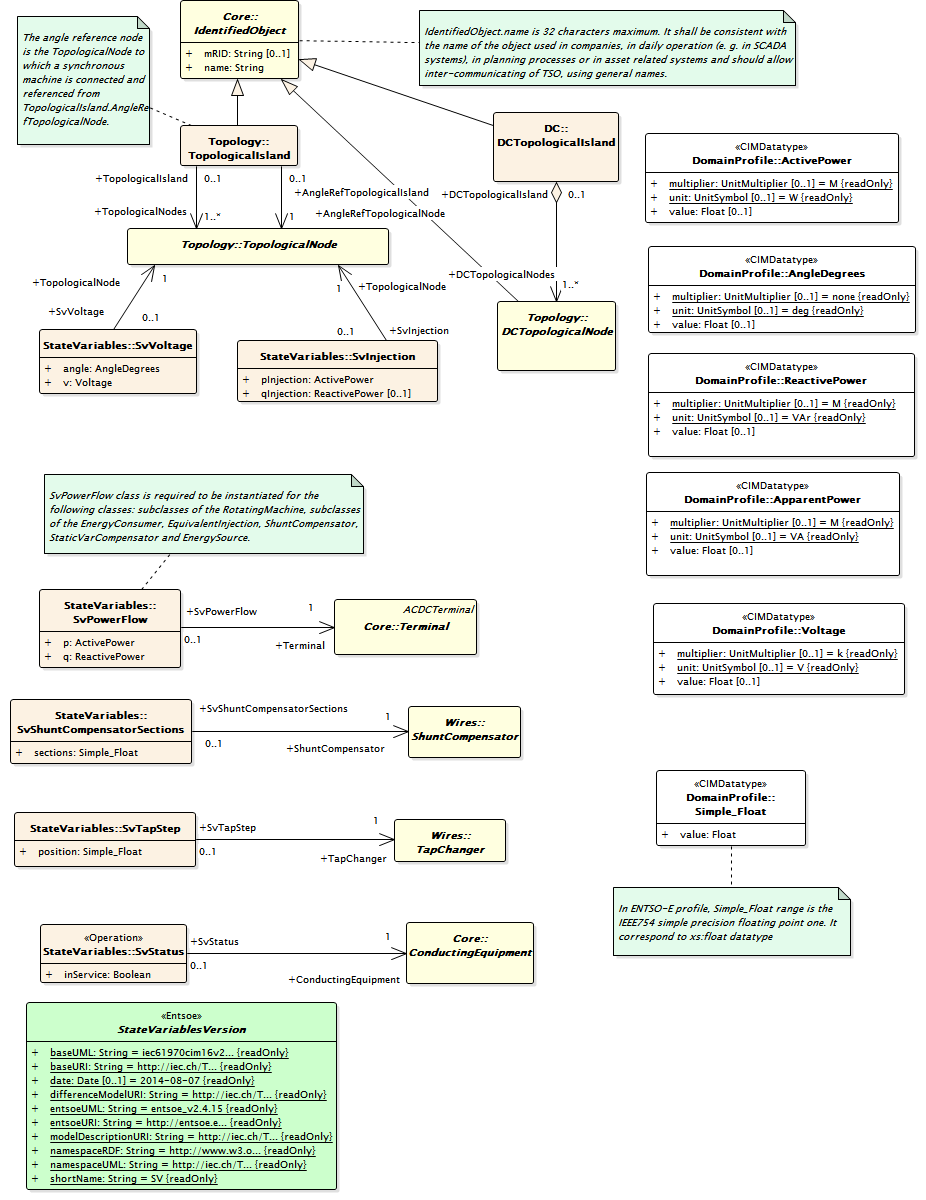 The angle reference node
is the TopologicalNode to
which a synchronous
machine is connected and
referenced from
TopologicalIsland.AngleRe
fTopologicalNode.
Core::
IdentifiedObject
+ mRID: String [0..1]
+ name: String
IdentifiedObject.name is 32 characters maximum. It shall be consistent with
the name of the object used in companies, in daily operation (e. g. in SCADA
systems), in planning processes or in asset related systems and should allow
inter-communicating of TSO, using general names.
Topology::
TopologicalIsland
DC::
DCTopologicalIsland
+TopologicalIsland 0..1
0..1
+AngleRefTopologicalIsland
+DCTopologicalIsland 0..1
+TopologicalNodes 1..*
1
+AngleRefTopologicalNode
Topology::TopologicalNode
+TopologicalNode 1
+SvVoltage
0..1
1 +TopologicalNode
0..1 +SvInjection
+DCTopologicalNodes
1..*
Topology::
DCTopologicalNode
StateVariables::SvVoltage
+ angle: AngleDegrees
+ v: Voltage
StateVariables::SvInjection
+ pInjection: ActivePower
+ qInjection: ReactivePower [0..1]
«CIMDatatype»
DomainProfile::ActivePower
+ multiplier: UnitMultiplier [0..1] = M {readOnly}
+ unit: UnitSymbol [0..1] = W {readOnly}
+ value: Float [0..1]
«CIMDatatype»
DomainProfile::AngleDegrees
+ multiplier: UnitMultiplier [0..1] = none {readOnly}
+ unit: UnitSymbol [0..1] = deg {readOnly}
+ value: Float [0..1]
«CIMDatatype»
DomainProfile::ReactivePower
+ multiplier: UnitMultiplier [0..1] = M {readOnly}
+ unit: UnitSymbol [0..1] = VAr {readOnly}
+ value: Float [0..1]
«CIMDatatype»
DomainProfile::ApparentPower
+ multiplier: UnitMultiplier [0..1] = M {readOnly}
+ unit: UnitSymbol [0..1] = VA {readOnly}
+ value: Float [0..1]
«CIMDatatype»
DomainProfile::Voltage
+ multiplier: UnitMultiplier [0..1] = k {readOnly}
+ unit: UnitSymbol [0..1] = V {readOnly}
+ value: Float [0..1]
«CIMDatatype»
DomainProfile::
Simple_Float
+ value: Float
In ENTSO-E profile, Simple_Float range is the
IEEE754 simple precision floating point one. It
correspond to xs:float datatype
SvPowerFlow class is required to be instantiated for the
following classes: subclasses of the RotatingMachine, subclasses
of the EnergyConsumer, EquivalentInjection, ShuntCompensator,
StaticVarCompensator and EnergySource.
StateVariables::
SvPowerFlow
+ p: ActivePower
+ q: ReactivePower
+SvPowerFlow 1
0..1 +Terminal
ACDCTerminal
Core::Terminal
StateVariables::
SvShuntCompensatorSections
+ sections: Simple_Float
+SvShuntCompensatorSections 1
0..1 +ShuntCompensator
Wires::
ShuntCompensator
StateVariables::SvTapStep
+ position: Simple_Float
+SvTapStep 1
0..1 +TapChanger
Wires::
TapChanger
«Operation»
StateVariables::SvStatus
+ inService: Boolean
+SvStatus 1
0..1 +ConductingEquipment
Core::
ConductingEquipment
«Entsoe»
StateVariablesVersion
+ baseUML: String = iec61970cim16v2... {readOnly}
+ baseURI: String = http://iec.ch/T... {readOnly}
+ date: Date [0..1] = 2014-08-07 {readOnly}
+ differenceModelURI: String = http://iec.ch/T... {readOnly}
+ entsoeUML: String = entsoe_v2.4.15 {readOnly}
+ entsoeURI: String = http://entsoe.e... {readOnly}
+ modelDescriptionURI: String = http://iec.ch/T... {readOnly}
+ namespaceRDF: String = http://www.w3.o... {readOnly}
+ namespaceUML: String = http://iec.ch/T... {readOnly}
+ shortName: String = SV {readOnly}